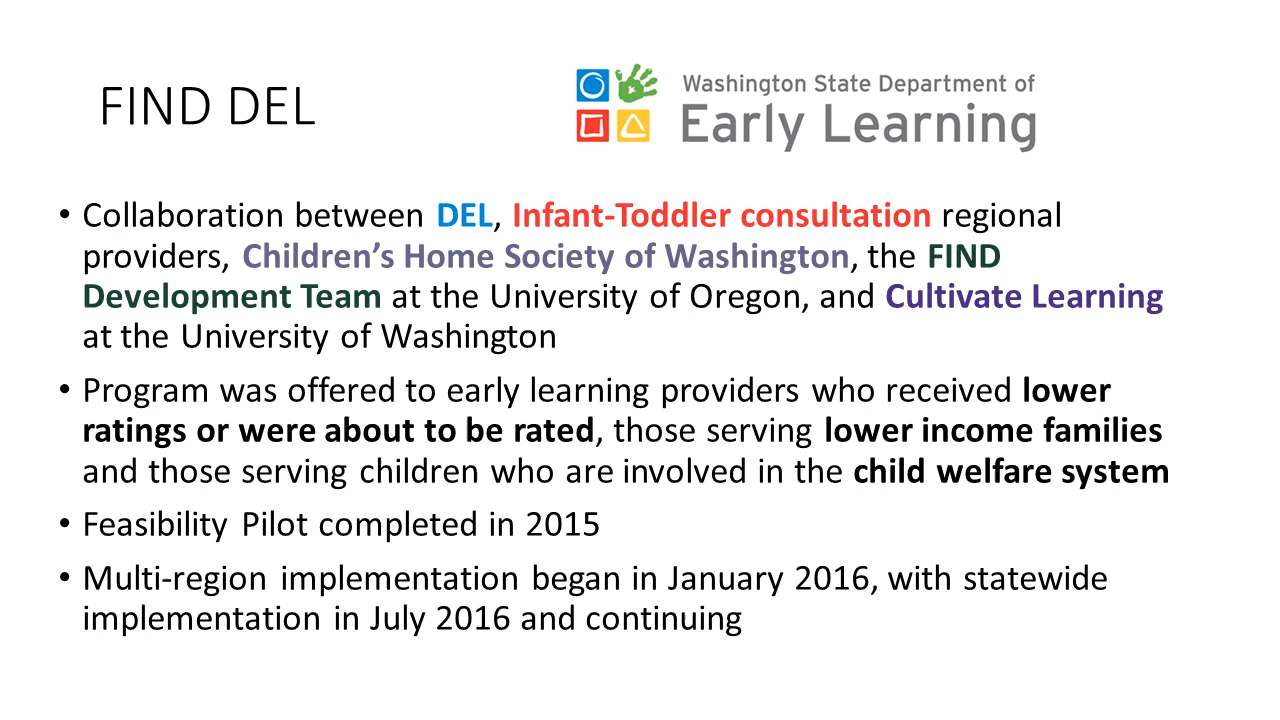 FIND DEL
Washington State Department of
Early Learning
• Collaboration between DEL, Infant-Toddler consultation regional
providers, Children’s Home Society of Washington, the FIND
Development Team at the University of Oregon, and Cultivate Learning
at the University of Washington
• Program was offered to early learning providers who received lower
ratings or were about to be rated, those serving lower income families
and those serving children who are involved in the child welfare system
• Feasibility Pilot completed in 2015
• Multi-region implementation began in January 2016, with statewide
implementation in July 2016 and continuing